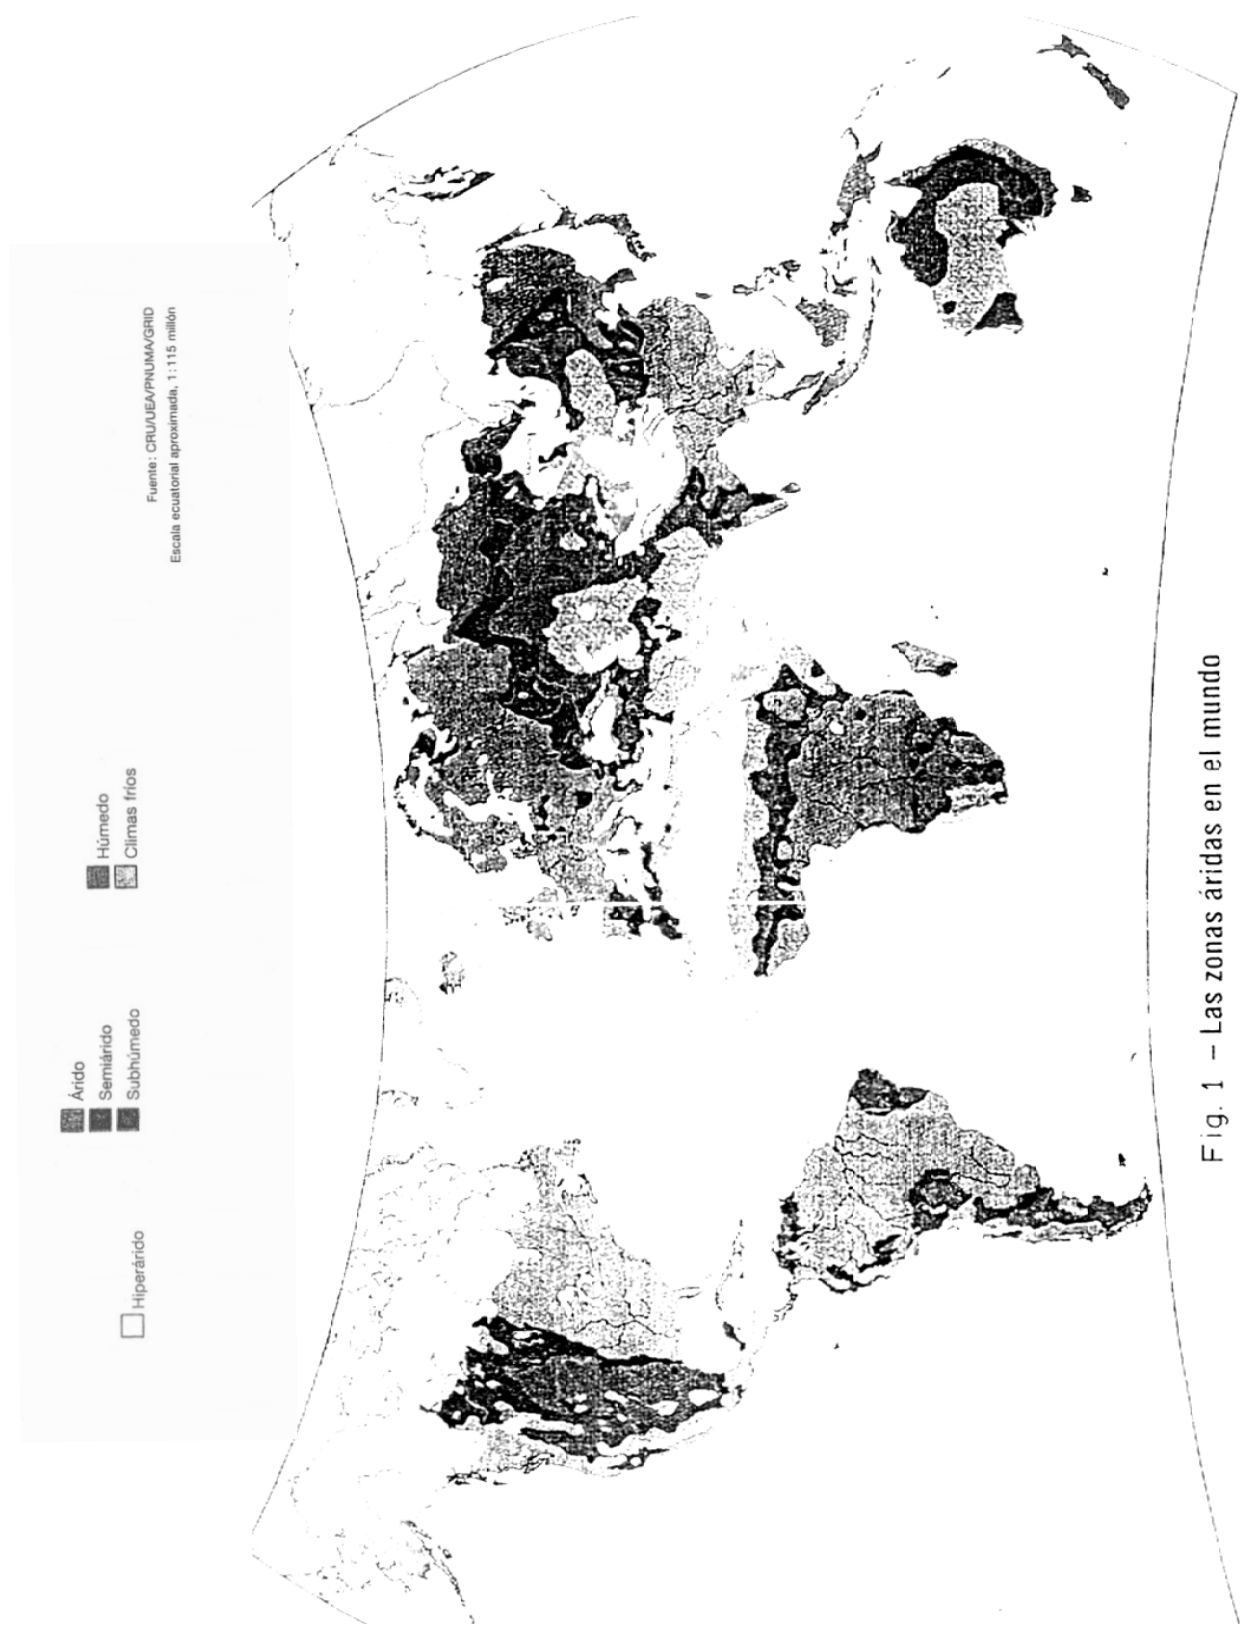 Hiperárido
Árido
Semiárido
Subhúmedo
Húmedo
Climas fríos
Fuente: CRU/UEA/PNUMA/GRID
Escala ecuatorial aproximada, 1:115 millón
Fig. 1 – Las zonas áridas en el mundo